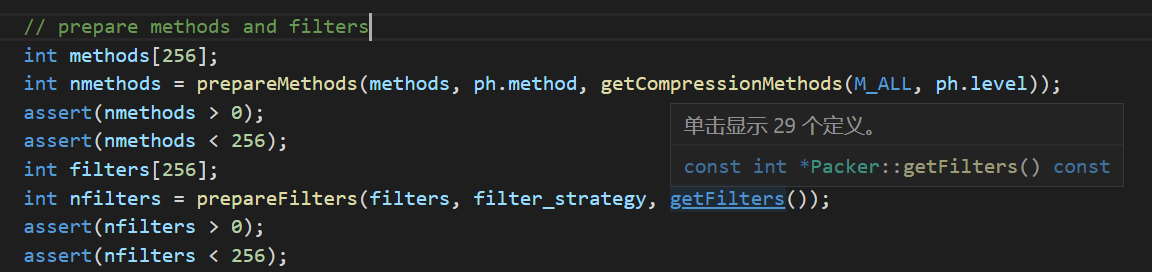 // prepare methods and filters
int methods[256];
int nmethods = prepareMethods(methods, ph.method, getCompressionMethods(M_ALL, ph.level));
assert(nmethods > 0);
assert(nmethods < 256);
int filters[256];
int nfilters = prepareFilters(filters, filter_strategy, getFilters());
assert(nfilters > 0);
assert(nfilters < 256);
单击显示 29 个定义。
const int *Packer::getFilters() const